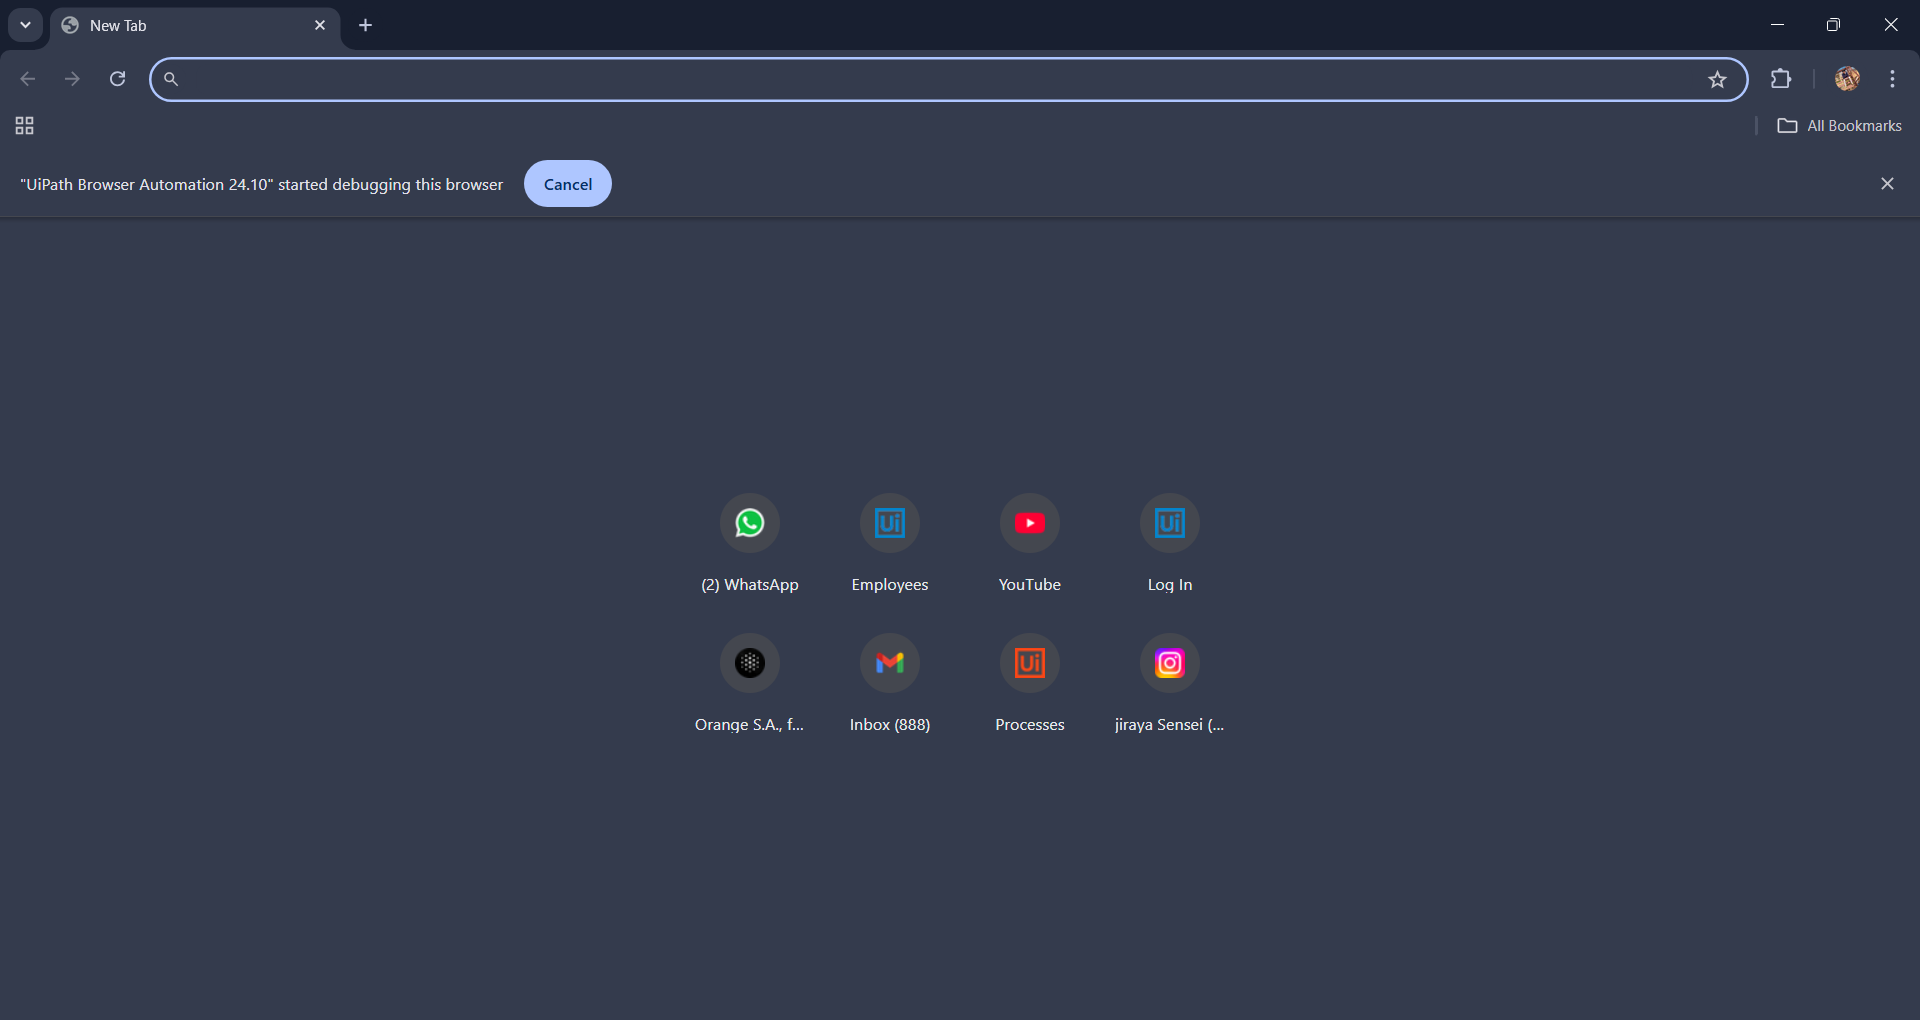 New Tab
All Bookmarks
"UiPath Browser Automation 24.10" started debugging this browser
Cancel
(2) WhatsApp
Employees
YouTube
Log In
Orange S.A., f...
Inbox (888)
Processes
jiraya Sensei (...